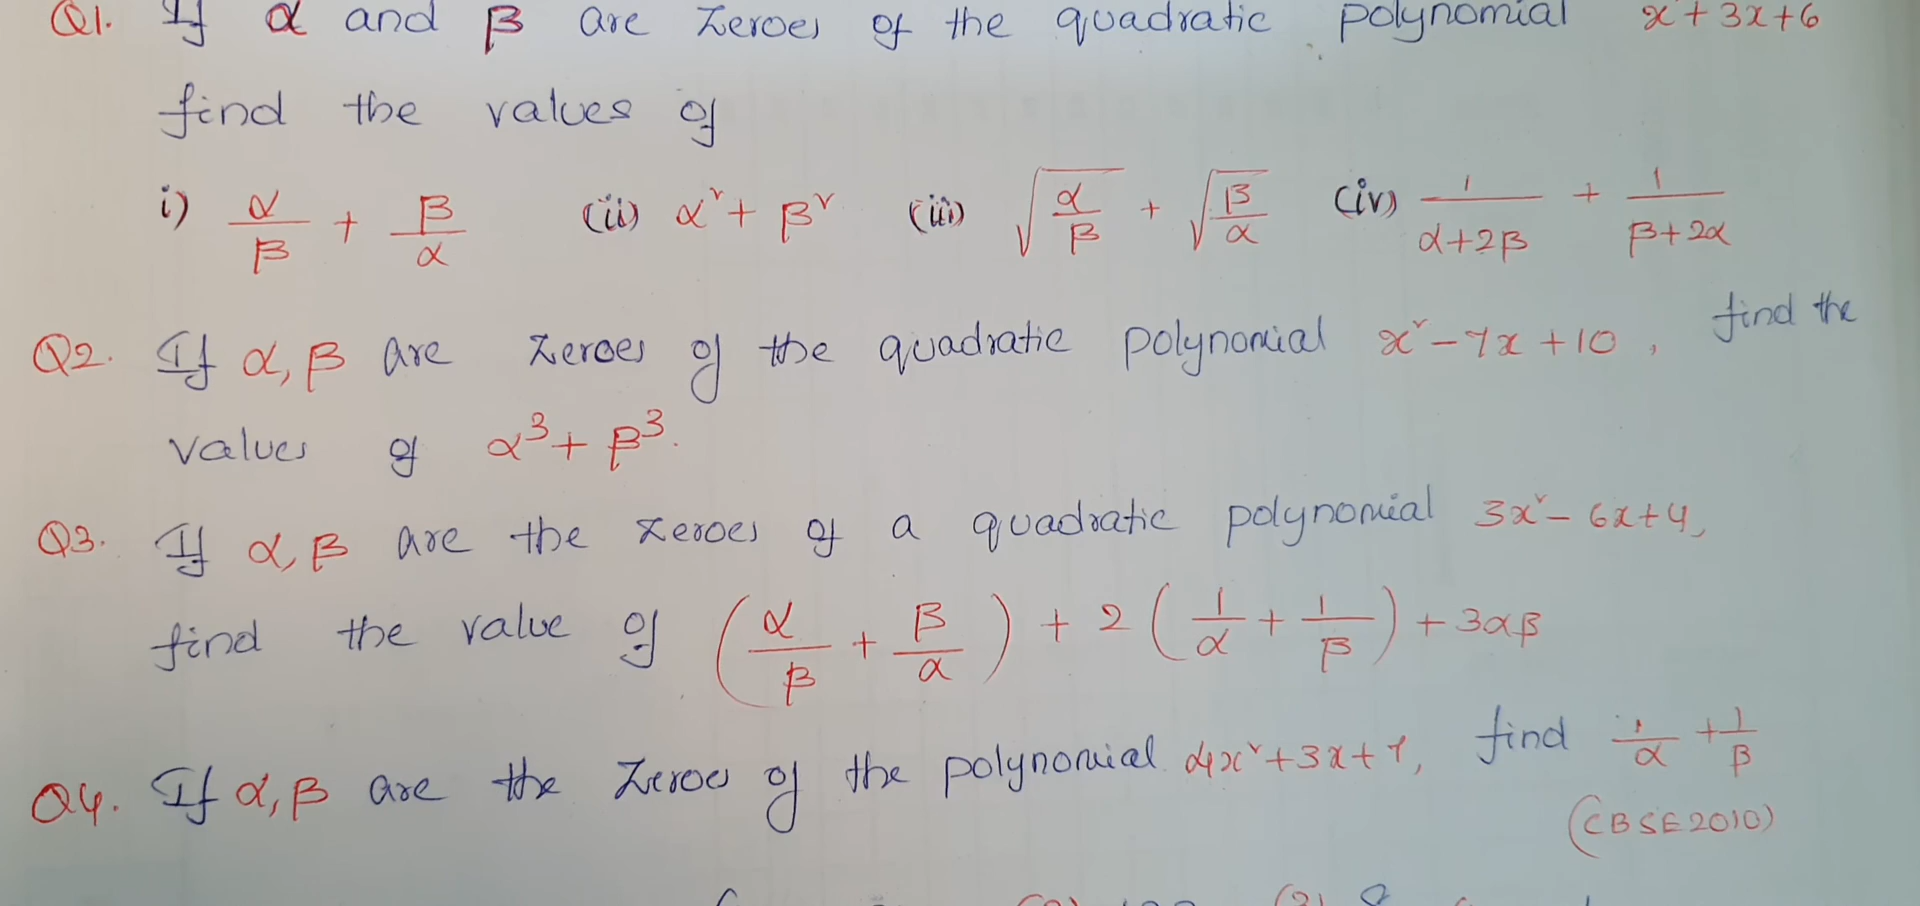 Q1. If α and β are zeroes of the quadratic polynomial x²+3x+6
find the values of
i) α/β + β/α (ii) α²+β² (iii) √(α/β) + √(β/α) (iv) 1/(α+2β) + 1/(β+2α)
Q2. If α, β are zeroes of the quadratic polynomial x²-7x+10, find the
values of α³+β³.
Q3. If α, β are the zeroes of a quadratic polynomial 3x²-6x+4,
find the value of (α/β + β/α) + 2(1/α + 1/β) + 3αβ
Q4. If α, β are the zeroes of the polynomial 4x²+3x+7, find 1/α + 1/β
(CBSE2010)